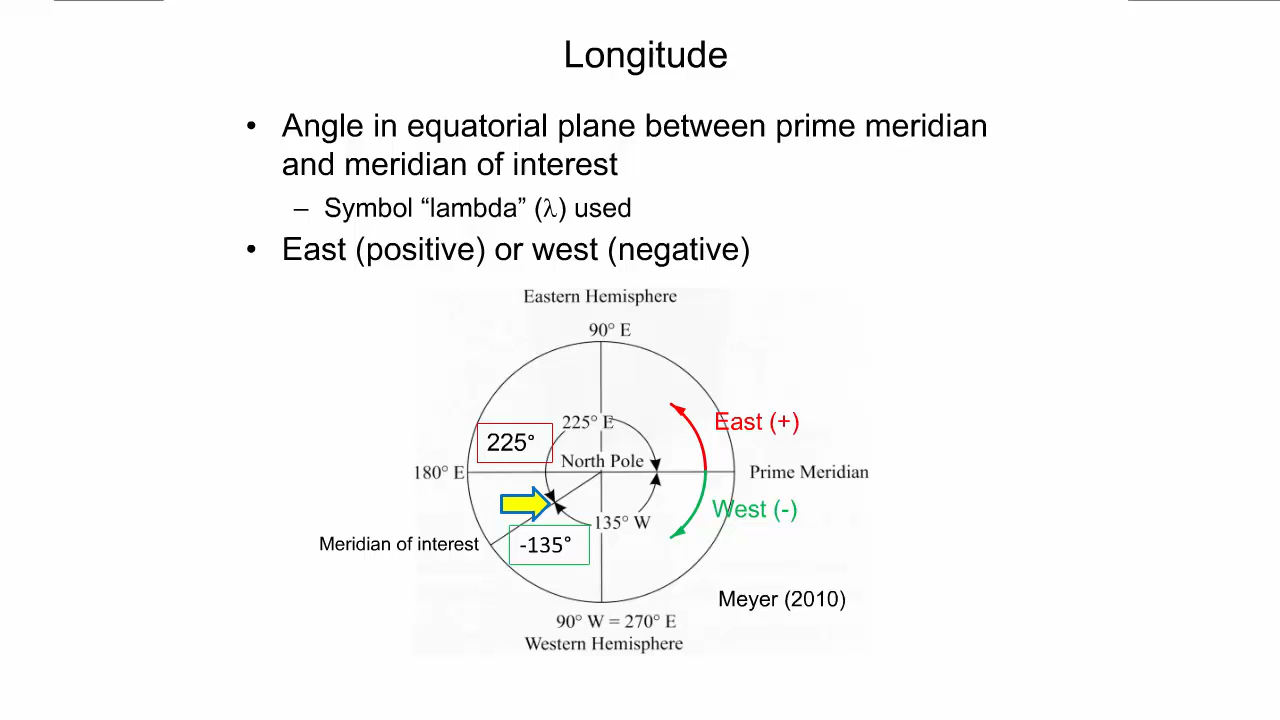 Longitude
• Angle in equatorial plane between prime meridian
and meridian of interest
– Symbol “lambda” (λ) used
• East (positive) or west (negative)
Eastern Hemisphere
90° E
225° E
East (+)
225°
North Pole
180° E
Prime Meridian
West (-)
135° W
Meridian of interest
-135°
Meyer (2010)
90° W = 270° E
Western Hemisphere